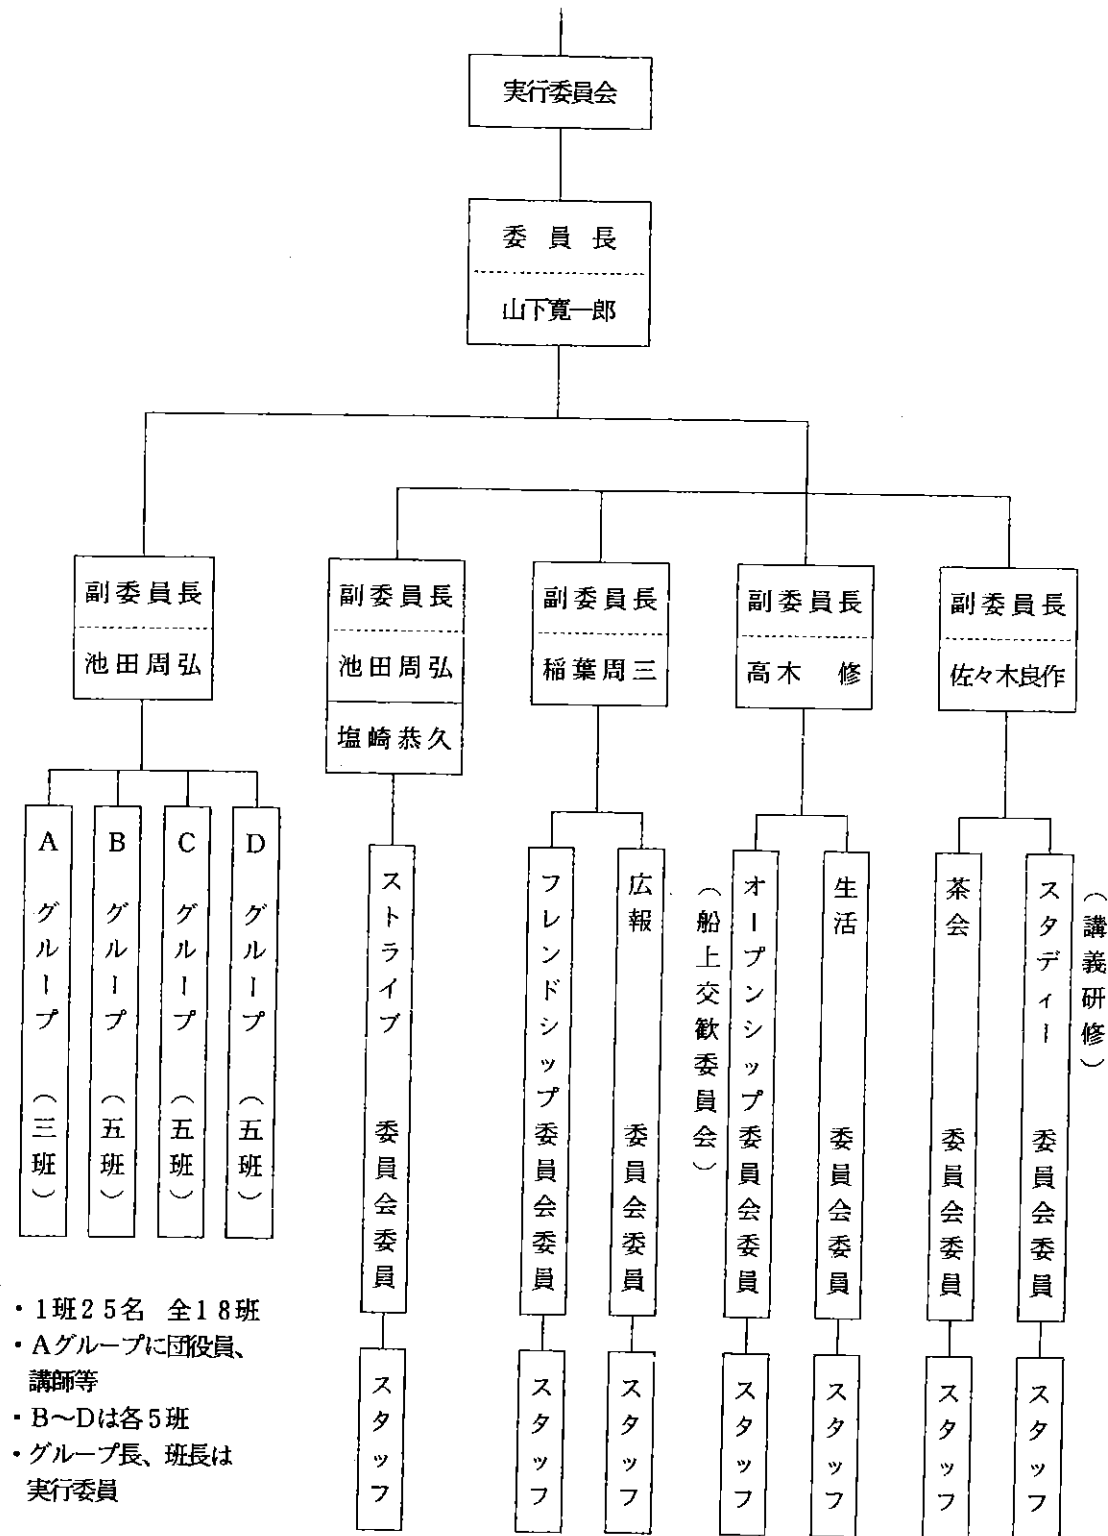 実行委員会
委員長
山下寛一郎
副委員長
池田周弘
副委員長
池田周弘
塩崎恭久
副委員長
稲葉周三
副委員長
高木 修
副委員長
佐々木良作
Aグループ(三班)
Bグループ(五班)
Cグループ(五班)
Dグループ(五班)
ストライブ 委員会委員
フレンドシップ委員会委員
広報 委員会委員
オープンシップ委員会委員
(船上交歓委員会)
生活 委員会委員
茶会 委員会委員
スタディー 委員会委員
(講義研修)
スタッフ
スタッフ
スタッフ
スタッフ
スタッフ
スタッフ
スタッフ
・1班25名 全18班
・Aグループに団役員、
講師等
・B〜Dは各5班
・グループ長、班長は
実行委員